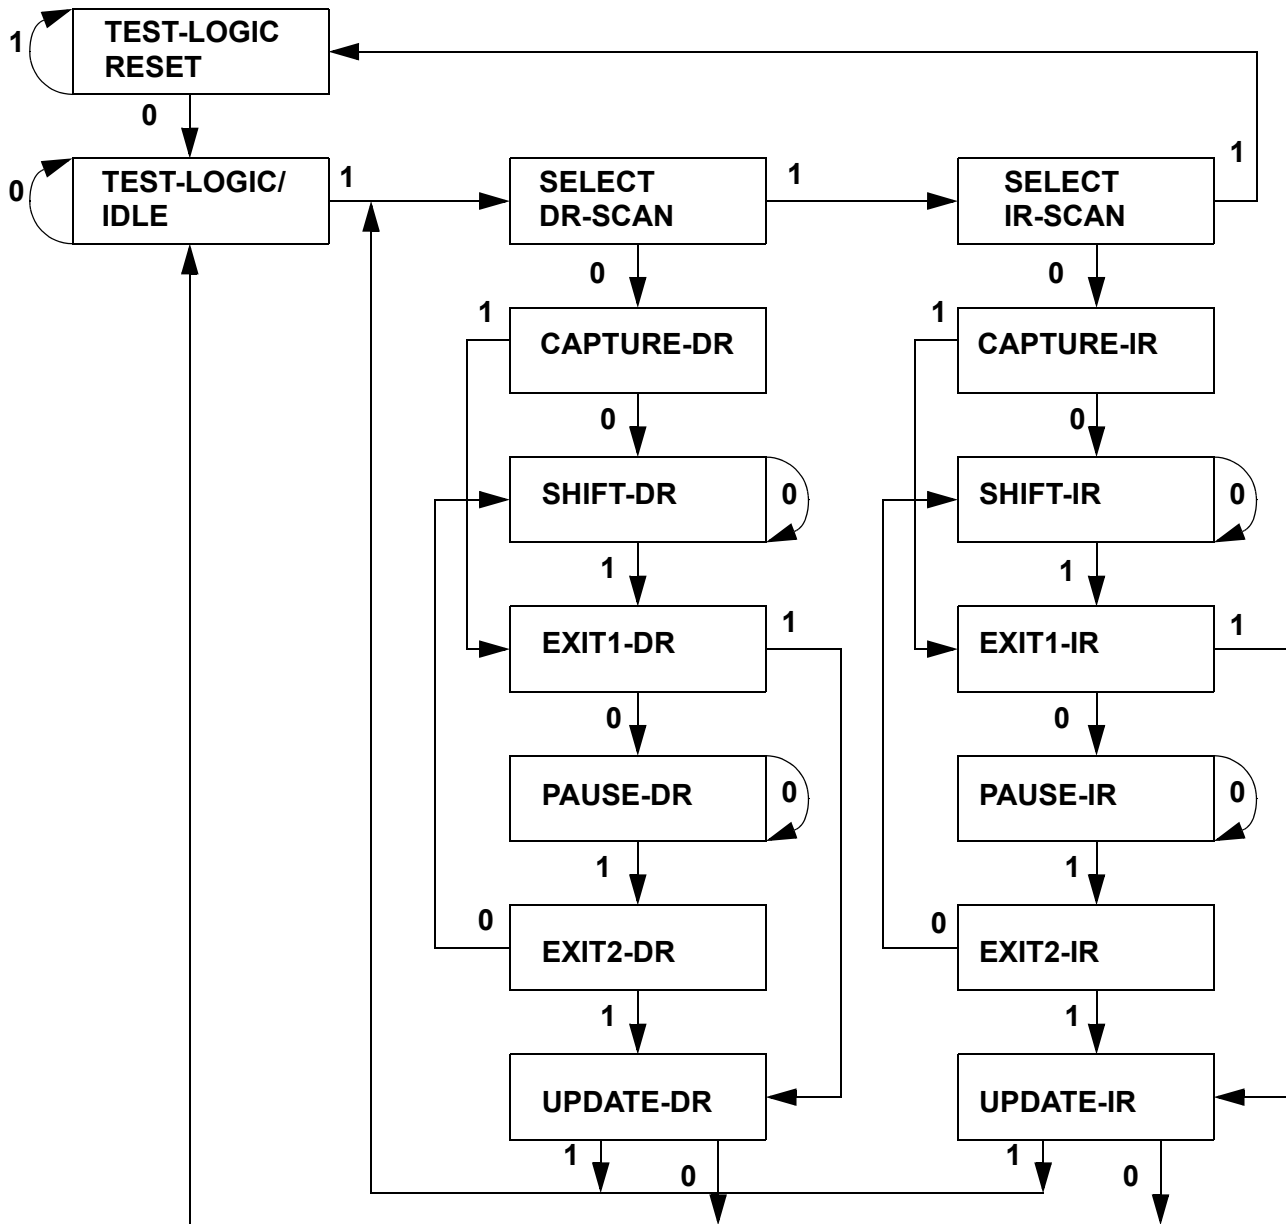 TEST-LOGIC
RESET
1
0
TEST-LOGIC/
IDLE
0
1
SELECT
DR-SCAN
1
SELECT
IR-SCAN
1
0
0
1
CAPTURE-DR
1
CAPTURE-IR
0
0
SHIFT-DR
0
SHIFT-IR
0
1
1
EXIT1-DR
1
EXIT1-IR
1
0
0
PAUSE-DR
0
PAUSE-IR
0
1
1
0
EXIT2-DR
0
EXIT2-IR
1
1
UPDATE-DR
UPDATE-IR
1
0
1
0